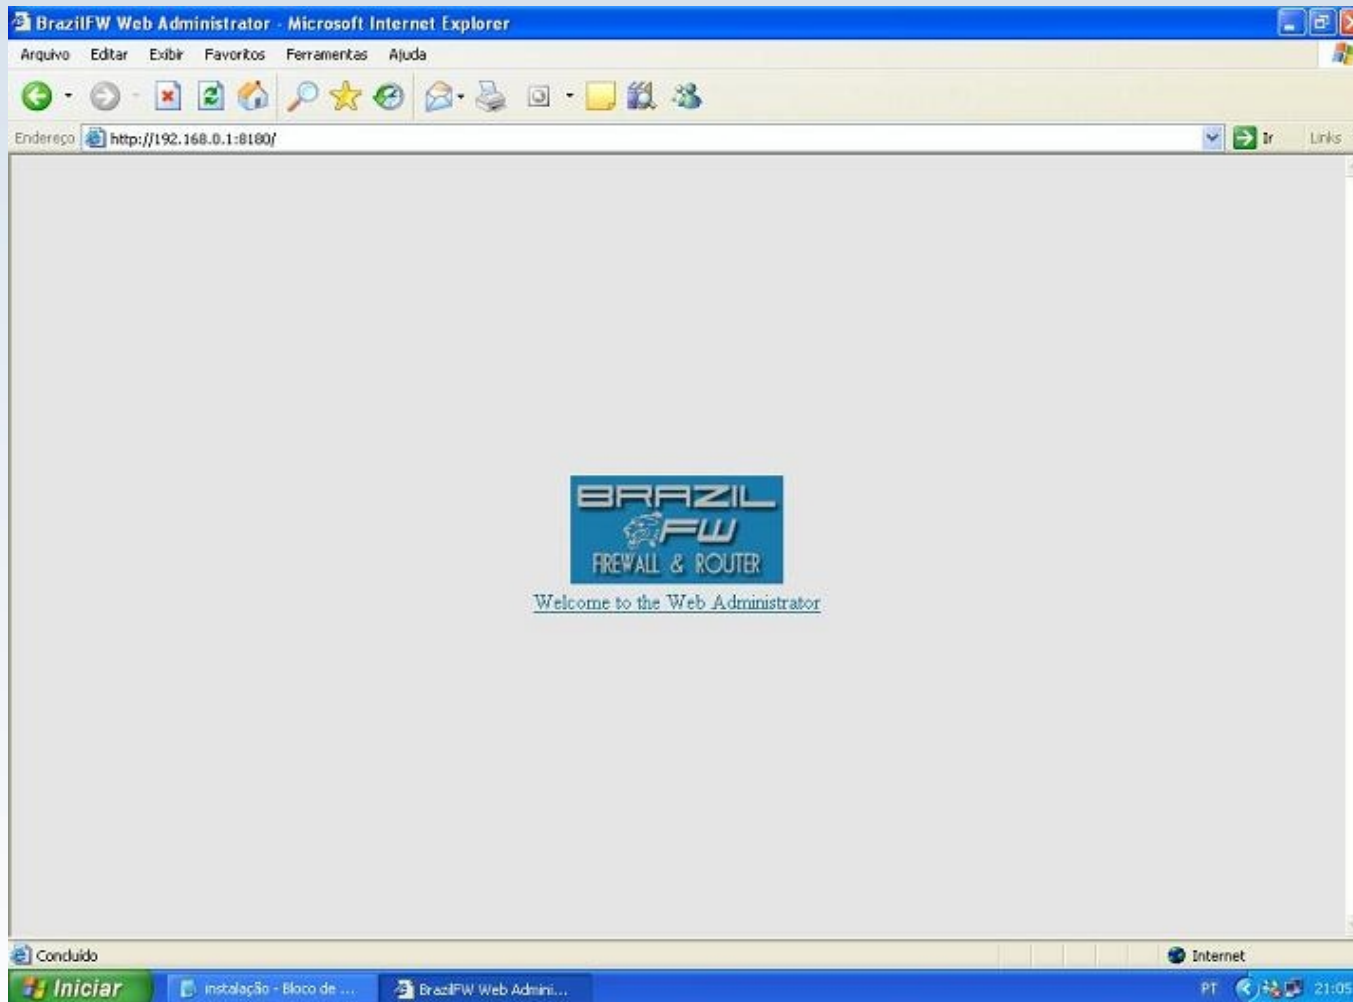 BrazilFW Web Administrator - Microsoft Internet Explorer
Arquivo Editar Exibir Favoritos Ferramentas Ajuda
Endereço http://192.168.0.1:8180/ Ir Links
BRAZIL
FW
FIREWALL & ROUTER
Welcome to the Web Administrator
Concluído Internet
Iniciar instalação - Bloco de ... BrazilFW Web Admini... PT 21:05